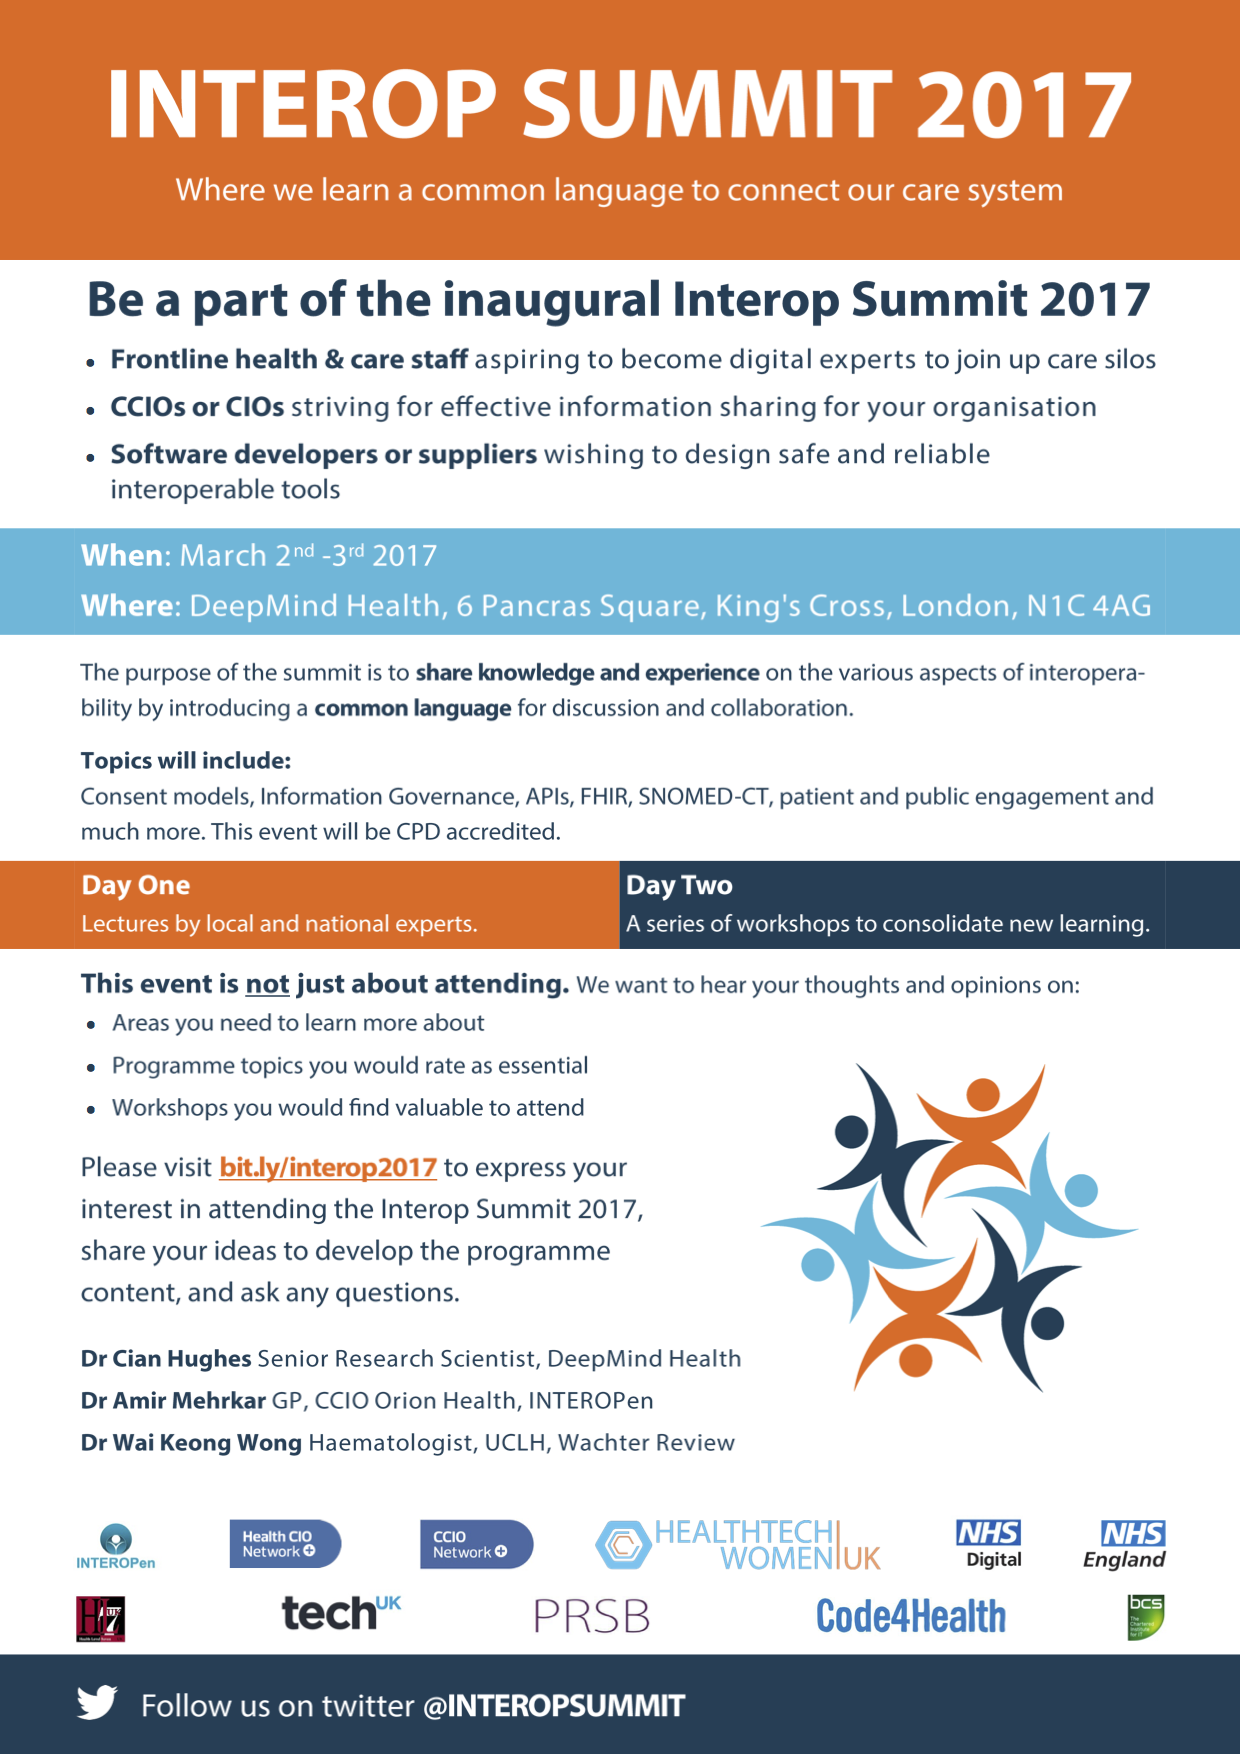 INTEROP SUMMIT 2017
Where we learn a common language to connect our care system
Be a part of the inaugural Interop Summit 2017
• Frontline health & care staff aspiring to become digital experts to join up care silos
• CCIOs or CIOs striving for effective information sharing for your organisation
• Software developers or suppliers wishing to design safe and reliable
interoperable tools
When: March 2nd -3rd 2017
Where: DeepMind Health, 6 Pancras Square, King's Cross, London, N1C 4AG
The purpose of the summit is to share knowledge and experience on the various aspects of interopera-
bility by introducing a common language for discussion and collaboration.
Topics will include:
Consent models, Information Governance, APIs, FHIR, SNOMED-CT, patient and public engagement and
much more. This event will be CPD accredited.
Day One
Lectures by local and national experts.
Day Two
A series of workshops to consolidate new learning.
This event is not just about attending. We want to hear your thoughts and opinions on:
• Areas you need to learn more about
• Programme topics you would rate as essential
• Workshops you would find valuable to attend
Please visit bit.ly/interop2017 to express your
interest in attending the Interop Summit 2017,
share your ideas to develop the programme
content, and ask any questions.
Dr Cian Hughes Senior Research Scientist, DeepMind Health
Dr Amir Mehrkar GP, CCIO Orion Health, INTEROPen
Dr Wai Keong Wong Haematologist, UCLH, Wachter Review
INTEROPen
Health CIO
Network
CCIO
Network
HEALTHTECH
WOMEN UK
NHS
Digital
NHS
England
HL7 UK
techUK
PRSB
Code4Health
bcs
The
Chartered
Institute
for IT
Follow us on twitter @INTEROPSUMMIT